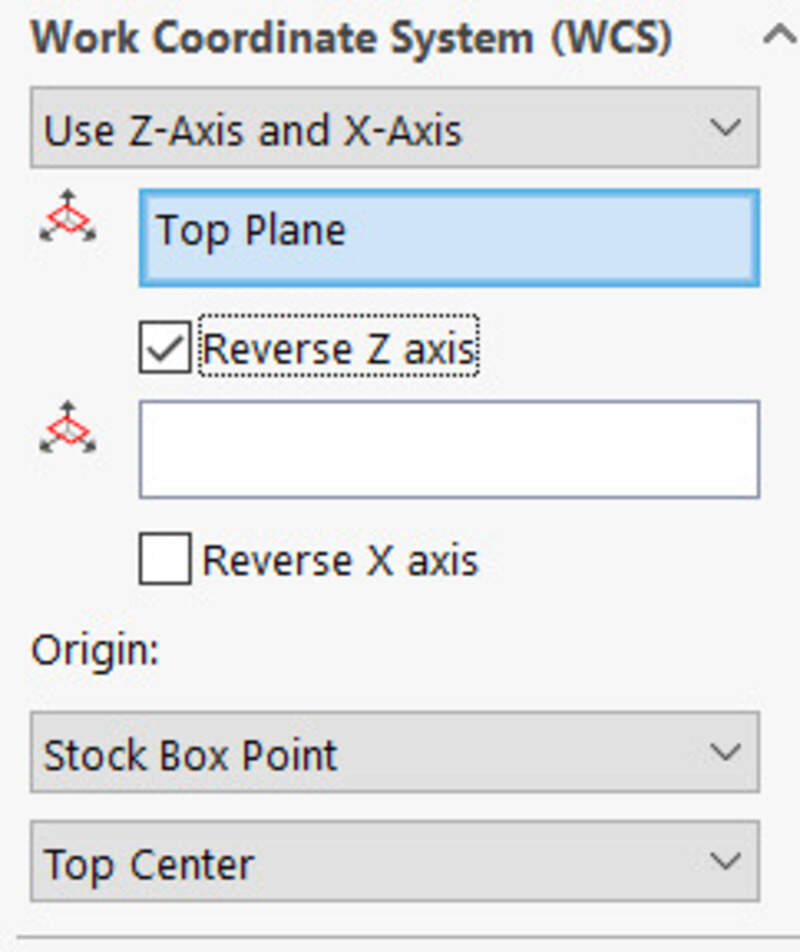 Work Coordinate System (WCS)
Use Z-Axis and X-Axis
Top Plane
Reverse Z axis
Reverse X axis
Origin:
Stock Box Point
Top Center